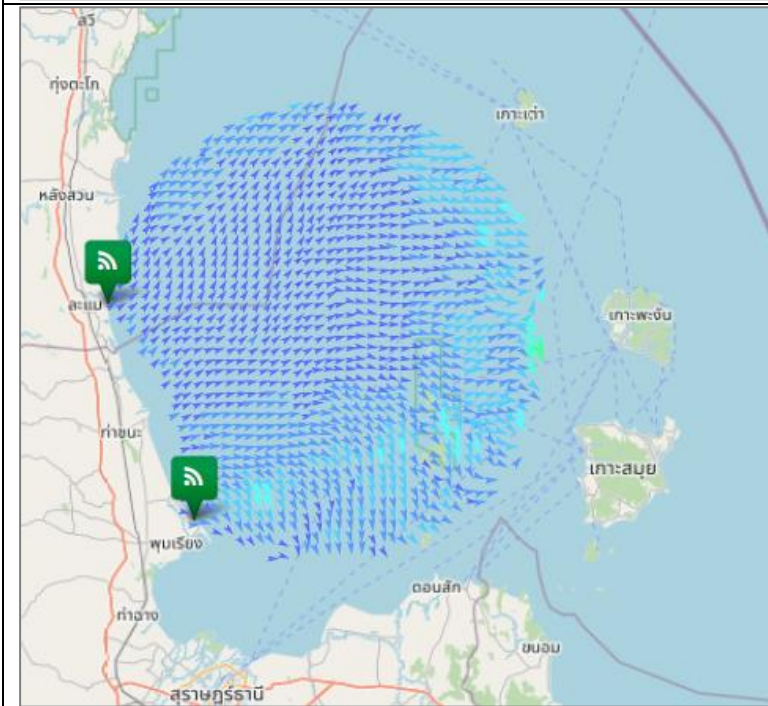 สวี
ทุ่งตะโก
เกาะเต่า
หลังสวน
ละแม
เกาะพะงัน
ท่าชนะ
เกาะสมุย
พุมเรียง
ดอนสัก
ท่าฉาง
ขนอม
สุราษฎร์ธานี